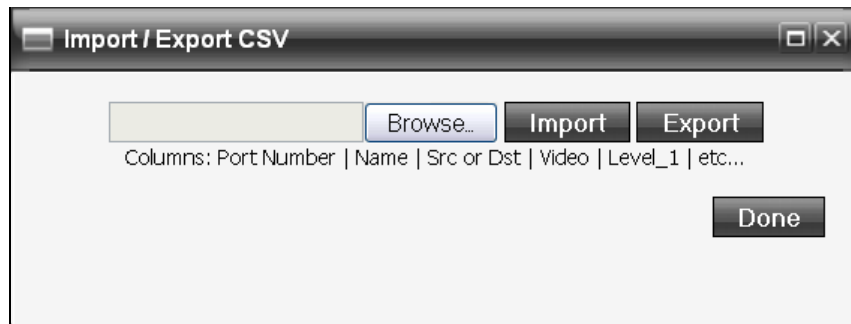 Import / Export CSV
Browse... Import Export
Columns: Port Number | Name | Src or Dst | Video | Level_1 | etc...
Done